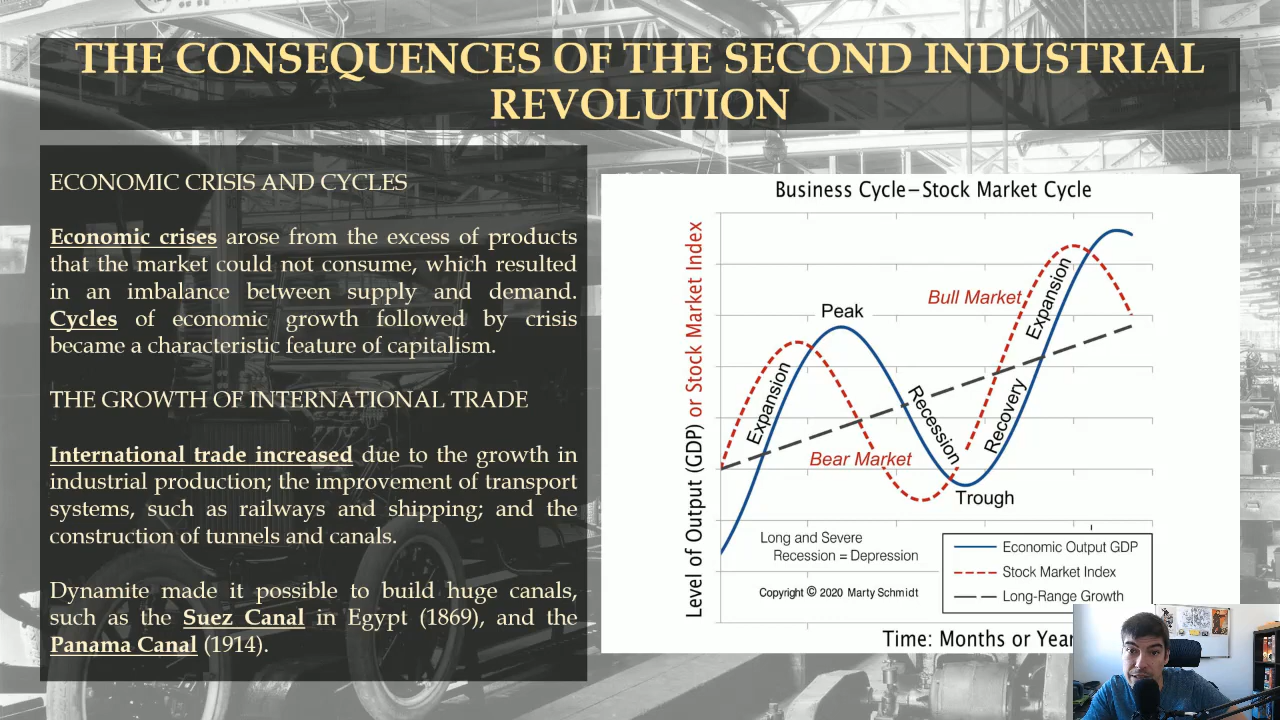 THE CONSEQUENCES OF THE SECOND INDUSTRIAL
REVOLUTION
ECONOMIC CRISIS AND CYCLES
Economic crises arose from the excess of products
that the market could not consume, which resulted
in an imbalance between supply and demand.
Cycles of economic growth followed by crisis
became a characteristic feature of capitalism.
THE GROWTH OF INTERNATIONAL TRADE
International trade increased due to the growth in
industrial production; the improvement of transport
systems, such as railways and shipping; and the
construction of tunnels and canals.
Dynamite made it possible to build huge canals,
such as the Suez Canal in Egypt (1869), and the
Panama Canal (1914).
Business Cycle–Stock Market Cycle
Level of Output (GDP) or Stock Market Index
Peak
Bull Market
Expansion
Expansion
Recession
Recovery
Bear Market
Trough
Long and Severe
Recession = Depression
Copyright © 2020 Marty Schmidt
Economic Output GDP
Stock Market Index
Long-Range Growth
Time: Months or Year